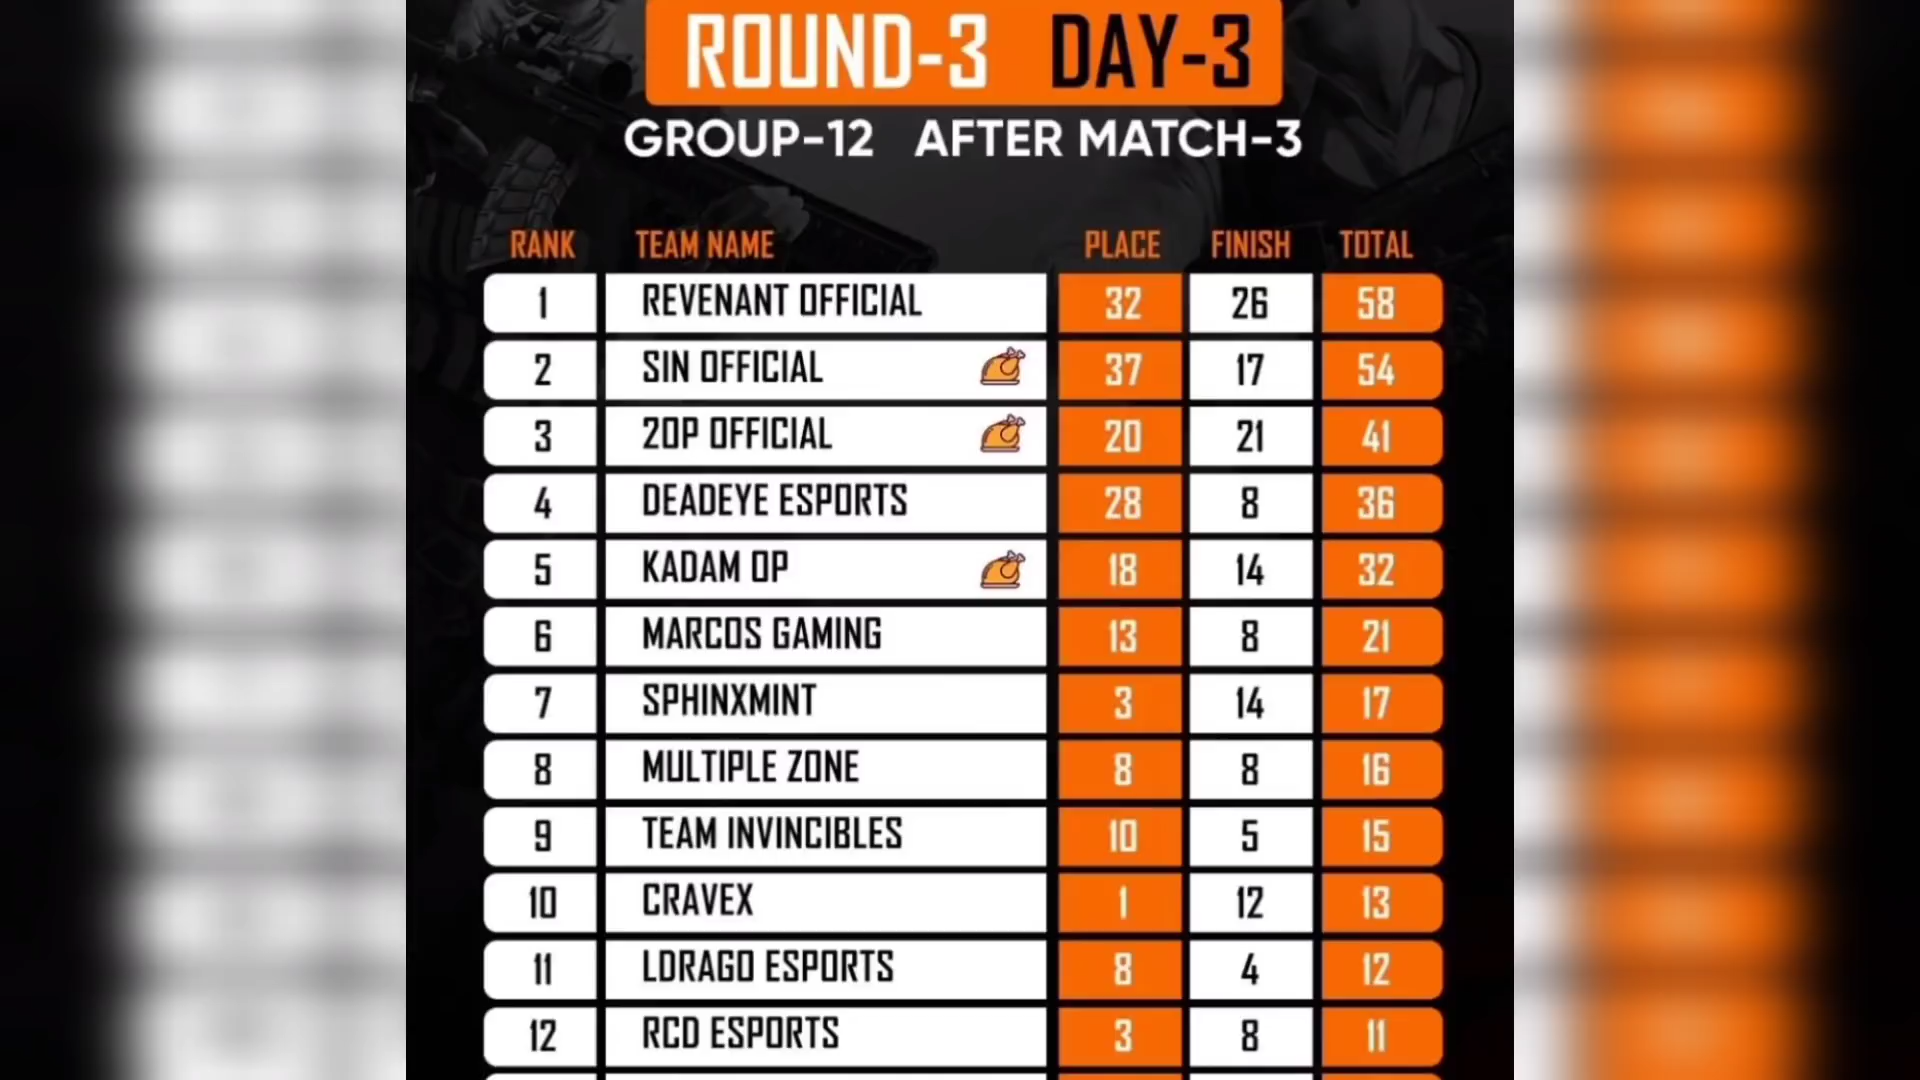 ROUND-3 DAY-3
GROUP-12 AFTER MATCH-3
RANK TEAM NAME PLACE FINISH TOTAL
1 REVENANT OFFICIAL 32 26 58
2 SIN OFFICIAL 37 17 54
3 2OP OFFICIAL 20 21 41
4 DEADEYE ESPORTS 28 8 36
5 KADAM OP 18 14 32
6 MARCOS GAMING 13 8 21
7 SPHINXMINT 3 14 17
8 MULTIPLE ZONE 8 8 16
9 TEAM INVINCIBLES 10 5 15
10 CRAVEX 1 12 13
11 LDRAGO ESPORTS 8 4 12
12 RCD ESPORTS 3 8 11